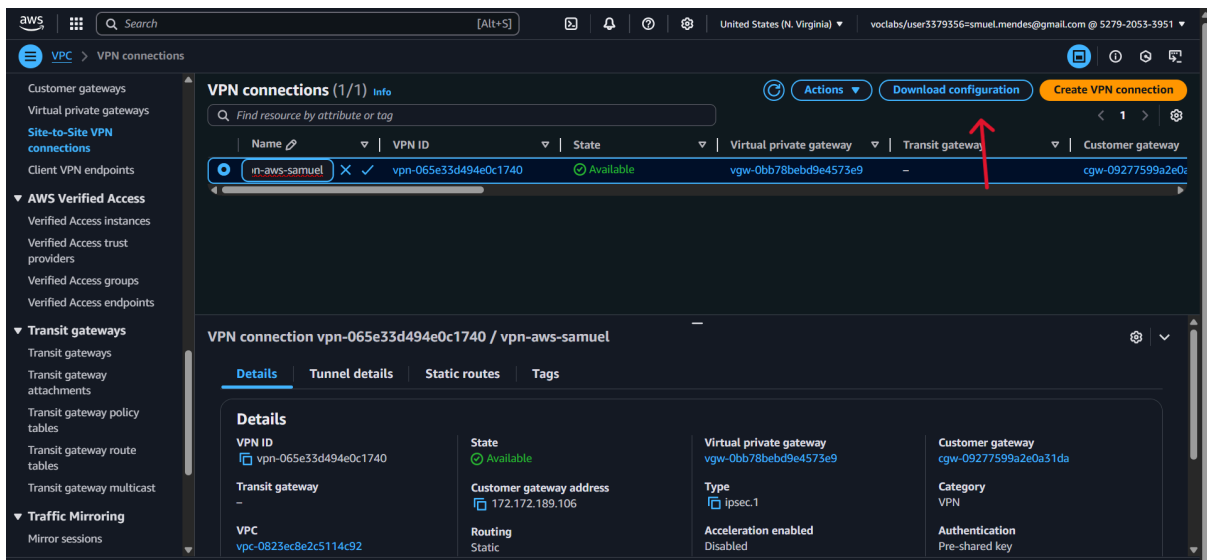 aws
Search [Alt+S]
United States (N. Virginia) ▼
voclabs/user3379356=smuel.mendes@gmail.com @ 5279-2053-3951 ▼
VPC > VPN connections
Customer gateways
Virtual private gateways
Site-to-Site VPN
connections
Client VPN endpoints
▼ AWS Verified Access
Verified Access instances
Verified Access trust
providers
Verified Access groups
Verified Access endpoints
▼ Transit gateways
Transit gateways
Transit gateway
attachments
Transit gateway policy
tables
Transit gateway route
tables
Transit gateway multicast
▼ Traffic Mirroring
Mirror sessions
VPN connections (1/1) Info
Actions ▼
Download configuration
Create VPN connection
Find resource by attribute or tag
< 1 >
Name
VPN ID
State
Virtual private gateway
Transit gateway
Customer gateway
n-aws-samuel
vpn-065e33d494e0c1740
Available
vgw-0bb78bebd9e4573e9
–
cgw-09277599a2e0a
VPN connection vpn-065e33d494e0c1740 / vpn-aws-samuel
Details
Tunnel details
Static routes
Tags
Details
VPN ID
vpn-065e33d494e0c1740
State
Available
Virtual private gateway
vgw-0bb78bebd9e4573e9
Customer gateway
cgw-09277599a2e0a31da
Transit gateway
–
Customer gateway address
172.172.189.106
Type
ipsec.1
Category
VPN
VPC
vpc-0823ec8e2c5114c92
Routing
Static
Acceleration enabled
Disabled
Authentication
Pre-shared key